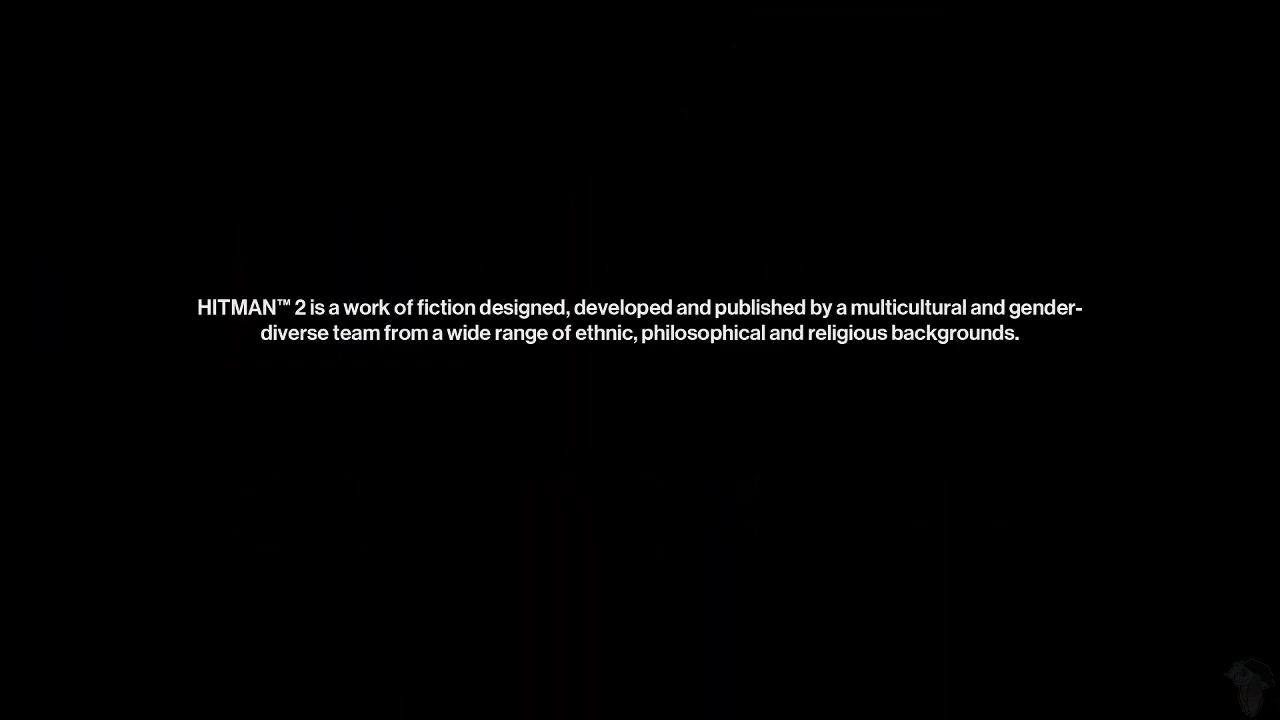 HITMAN™ 2 is a work of fiction designed, developed and published by a multicultural and gender-
diverse team from a wide range of ethnic, philosophical and religious backgrounds.